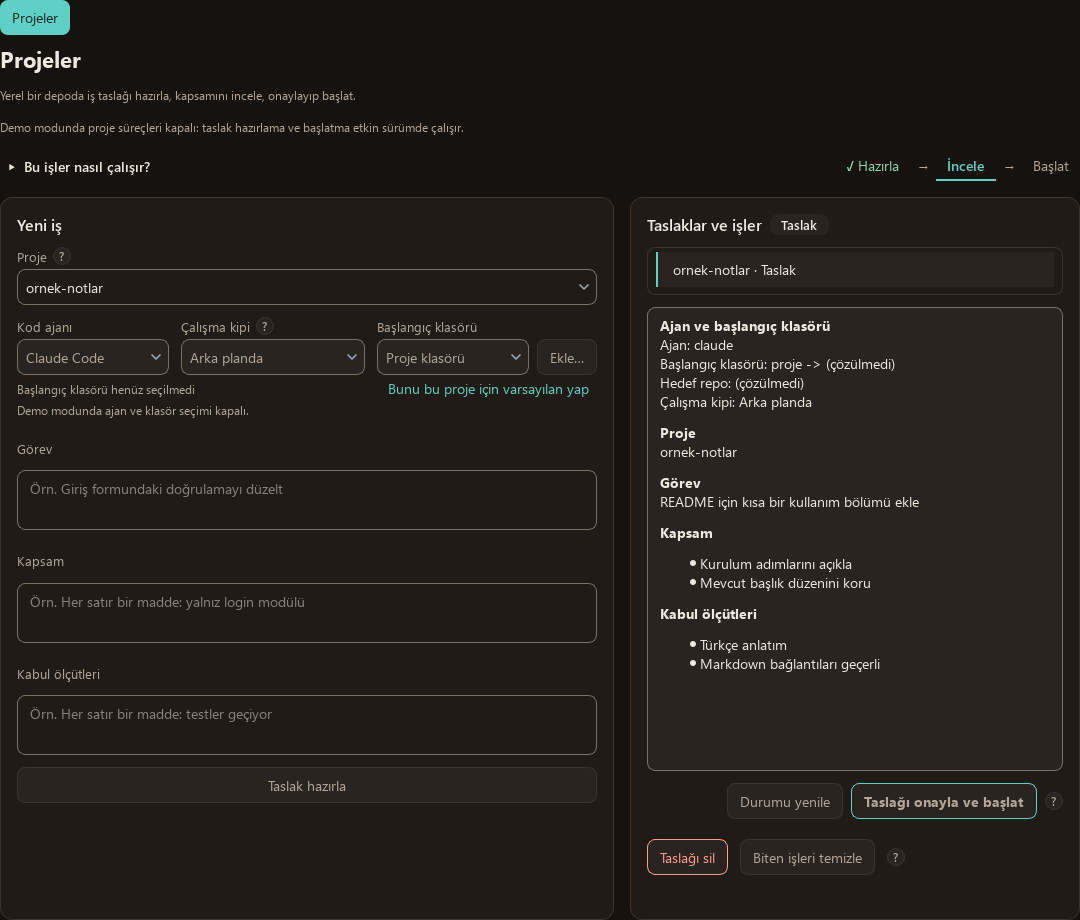 Projeler
Projeler
Yerel bir depoda iş taslağı hazırla, kapsamını incele, onaylayıp başlat.
Demo modunda proje süreçleri kapalı: taslak hazırlama ve başlatma etkin sürümde çalışır.
▸ Bu işler nasıl çalışır?
✓ Hazırla → İncele → Başlat
Yeni iş
Proje ?
ornek-notlar
Kod ajanı
Çalışma kipi ?
Başlangıç klasörü
Claude Code
Arka planda
Proje klasörü
Ekle...
Başlangıç klasörü henüz seçilmedi
Bunu bu proje için varsayılan yap
Demo modunda ajan ve klasör seçimi kapalı.
Görev
Örn. Giriş formundaki doğrulamayı düzelt
Kapsam
Örn. Her satır bir madde: yalnız login modülü
Kabul ölçütleri
Örn. Her satır bir madde: testler geçiyor
Taslak hazırla
Taslaklar ve işler Taslak
ornek-notlar · Taslak
Ajan ve başlangıç klasörü
Ajan: claude
Başlangıç klasörü: proje -> (çözülmedi)
Hedef repo: (çözülmedi)
Çalışma kipi: Arka planda
Proje
ornek-notlar
Görev
README için kısa bir kullanım bölümü ekle
Kapsam
• Kurulum adımlarını açıkla
• Mevcut başlık düzenini koru
Kabul ölçütleri
• Türkçe anlatım
• Markdown bağlantıları geçerli
Durumu yenile
Taslağı onayla ve başlat ?
Taslağı sil
Biten işleri temizle ?